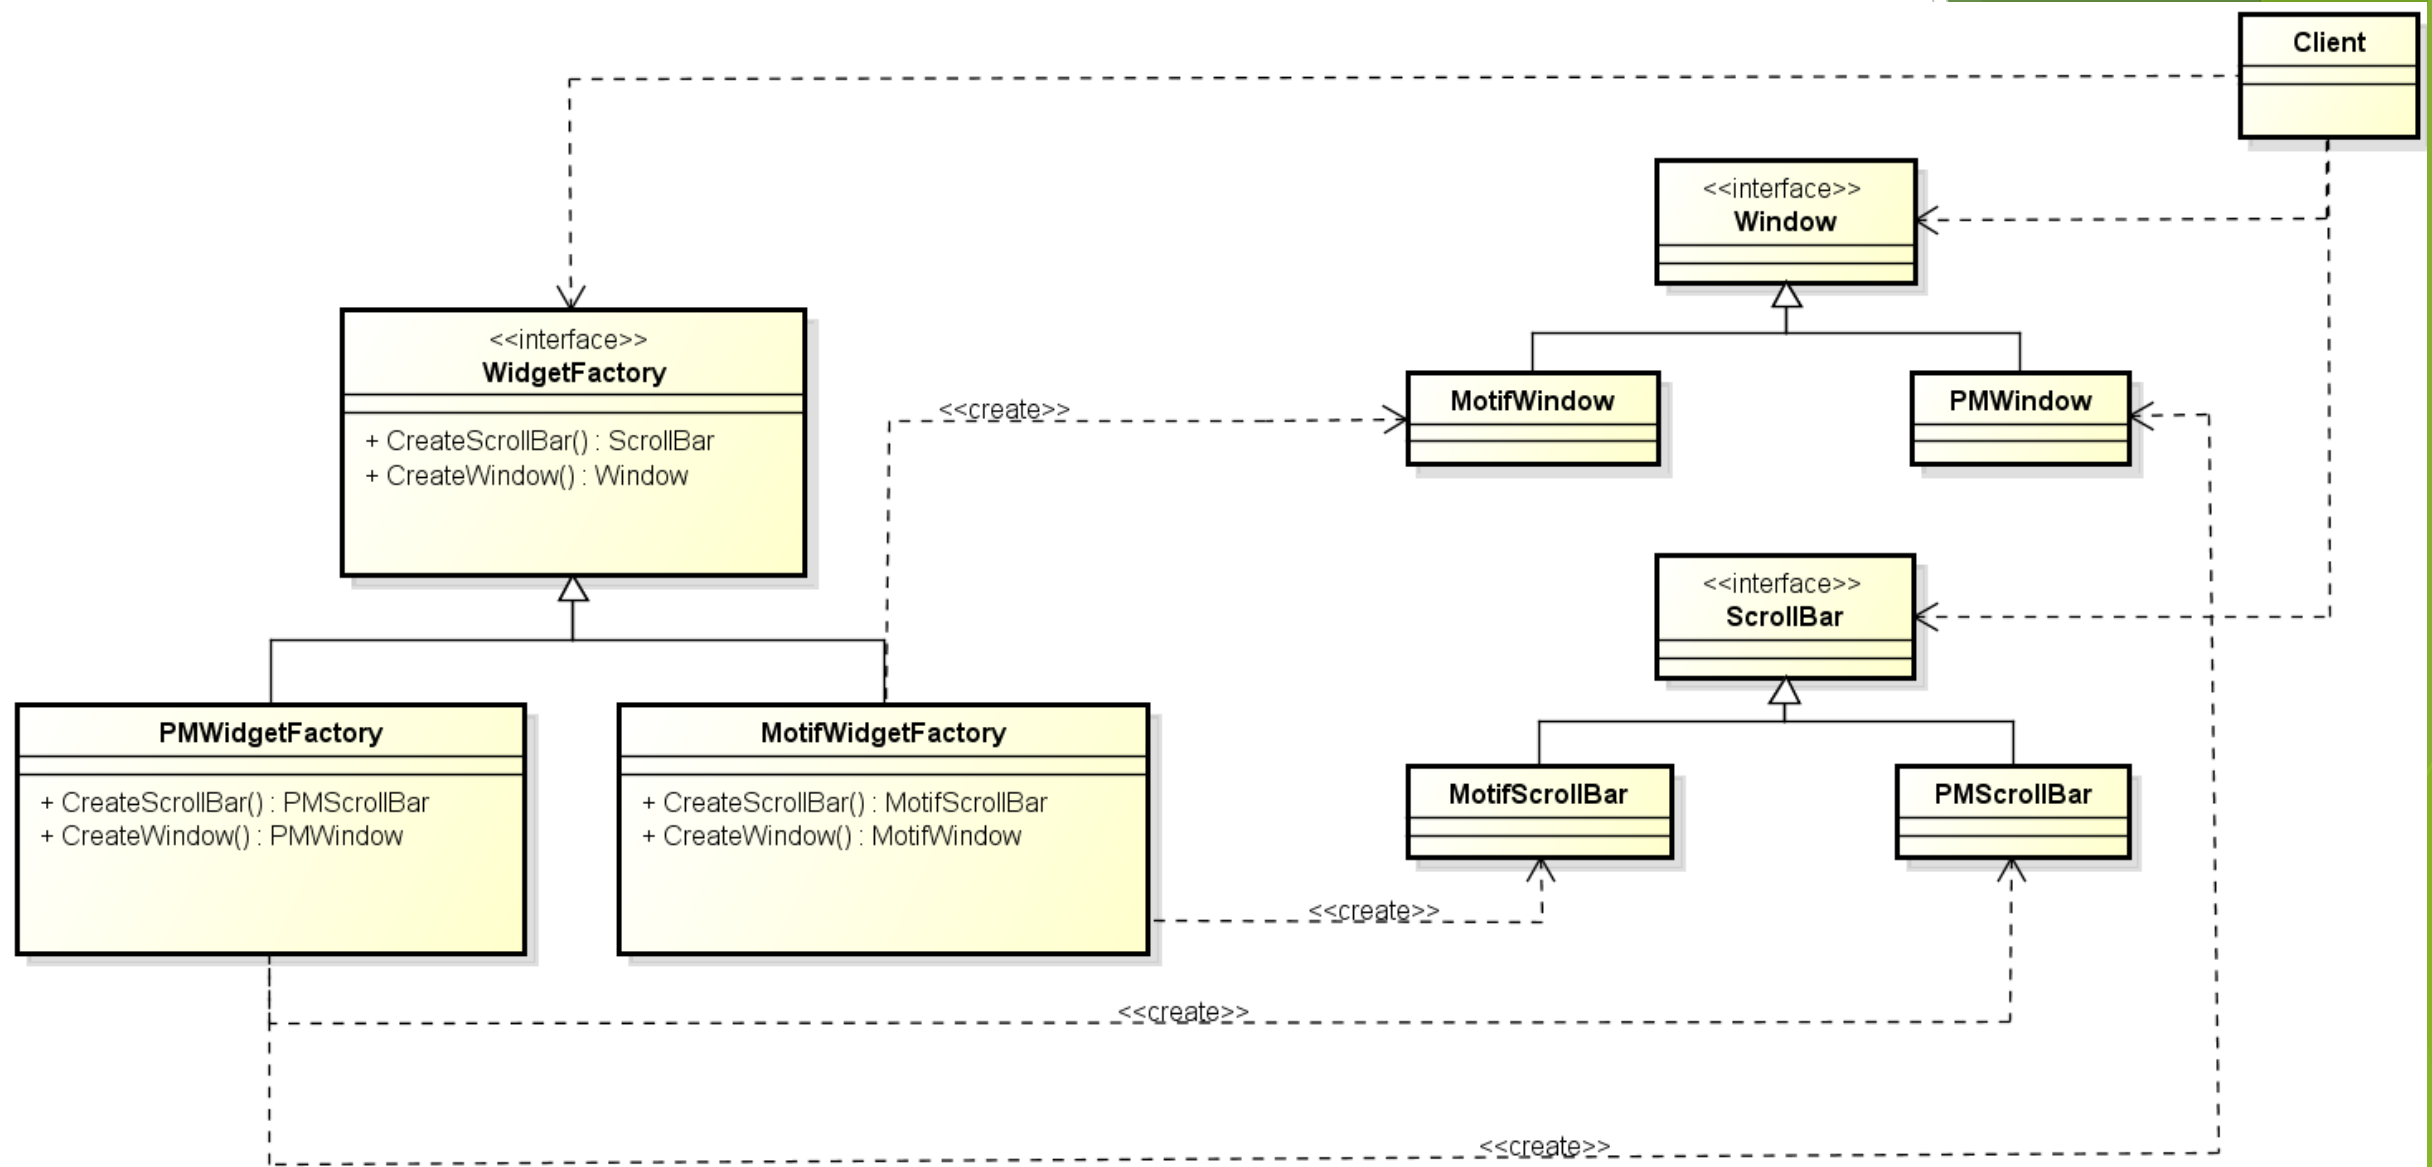 Client
<<interface>>
Window
<<interface>>
WidgetFactory
+ CreateScrollBar() : ScrollBar
+ CreateWindow() : Window
<<create>>
MotifWindow
PMWindow
<<interface>>
ScrollBar
PMWidgetFactory
+ CreateScrollBar() : PMScrollBar
+ CreateWindow() : PMWindow
MotifWidgetFactory
+ CreateScrollBar() : MotifScrollBar
+ CreateWindow() : MotifWindow
MotifScrollBar
PMScrollBar
<<create>>
<<create>>
<<create>>